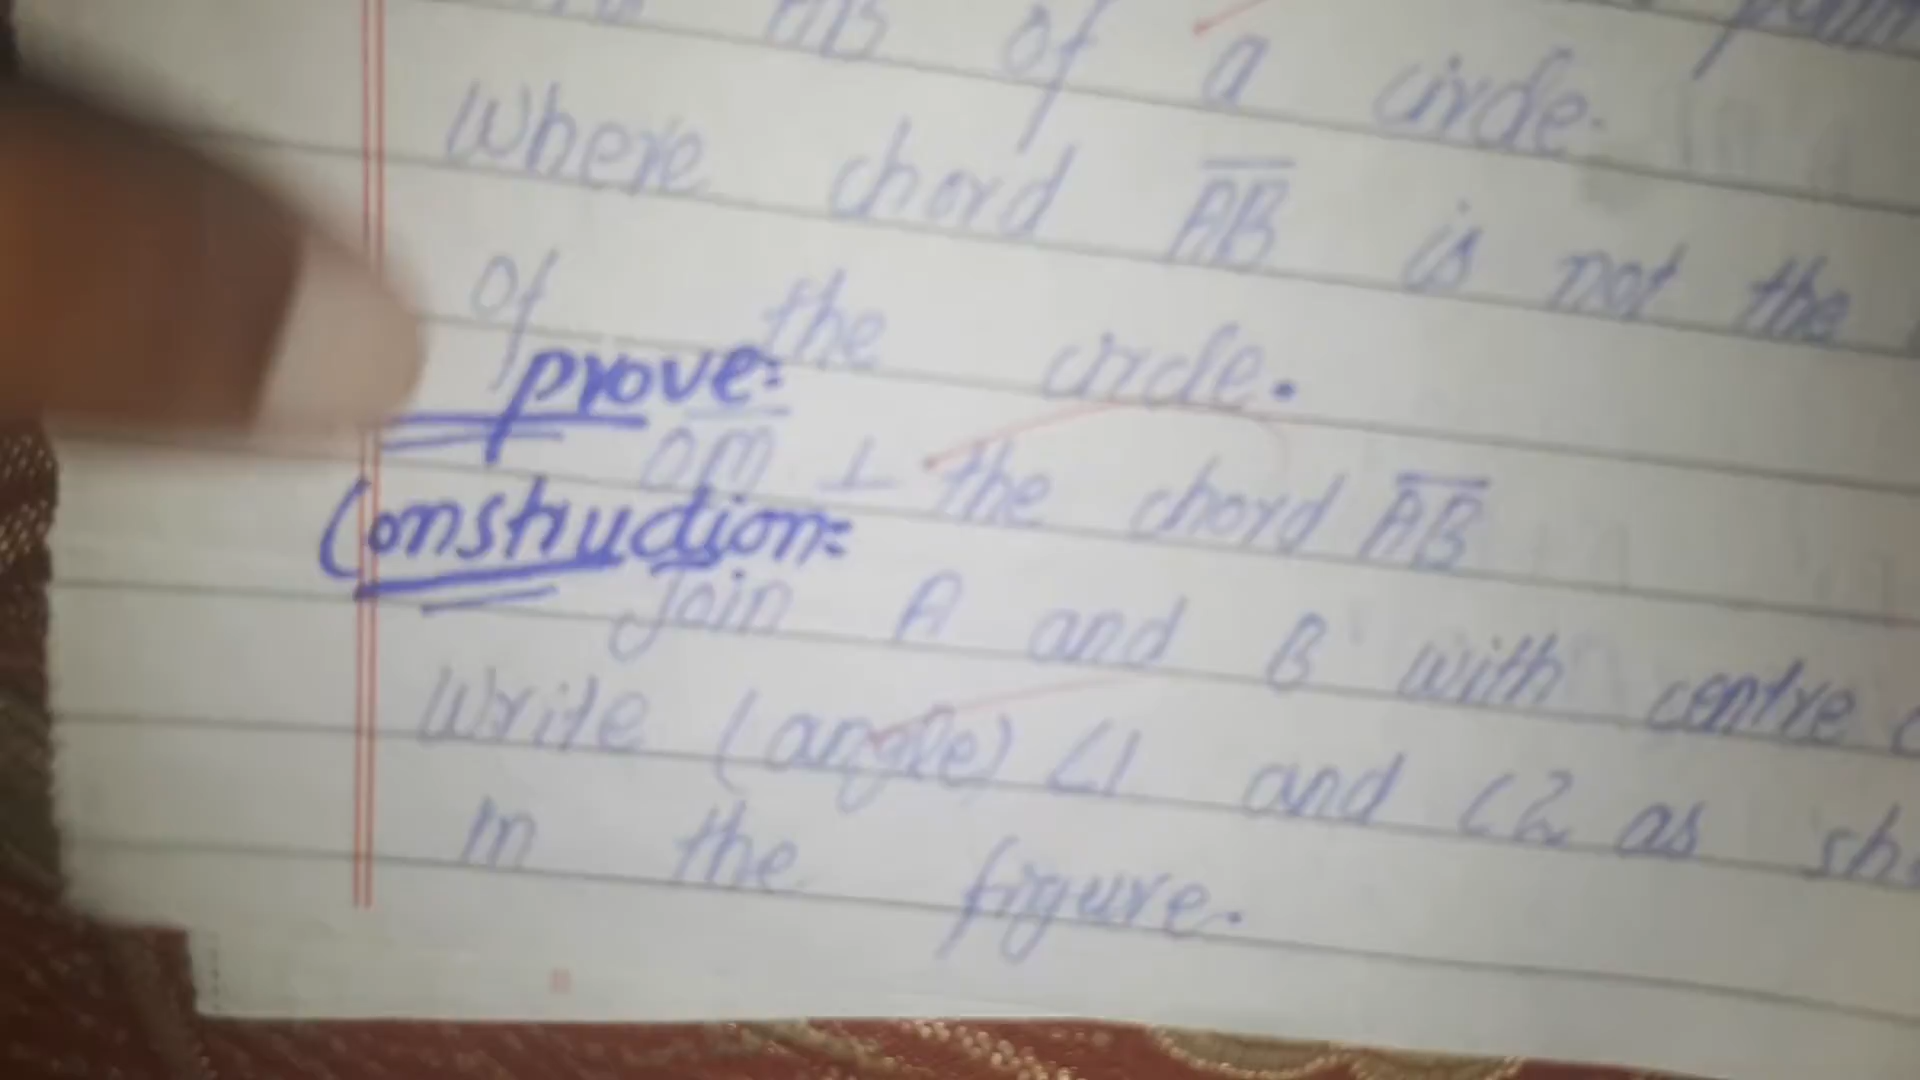 AB of a circle.
Where chord AB is not the
of the circle.
prove:
om ⊥ the chord AB
Construction:
Join A and B with centre
Write (angle) ∠1 and ∠2 as
in the figure.